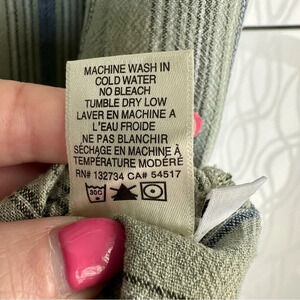 MACHINE WASH IN
COLD WATER
NO BLEACH
TUMBLE DRY LOW
LAVER EN MACHINE A
L'EAU FROIDE
NE PAS BLANCHIR
SÉCHAGE EN MACHINE À
TEMPÉRATURE MODÉRÉ
RN# 132734 CA# 54517
30C